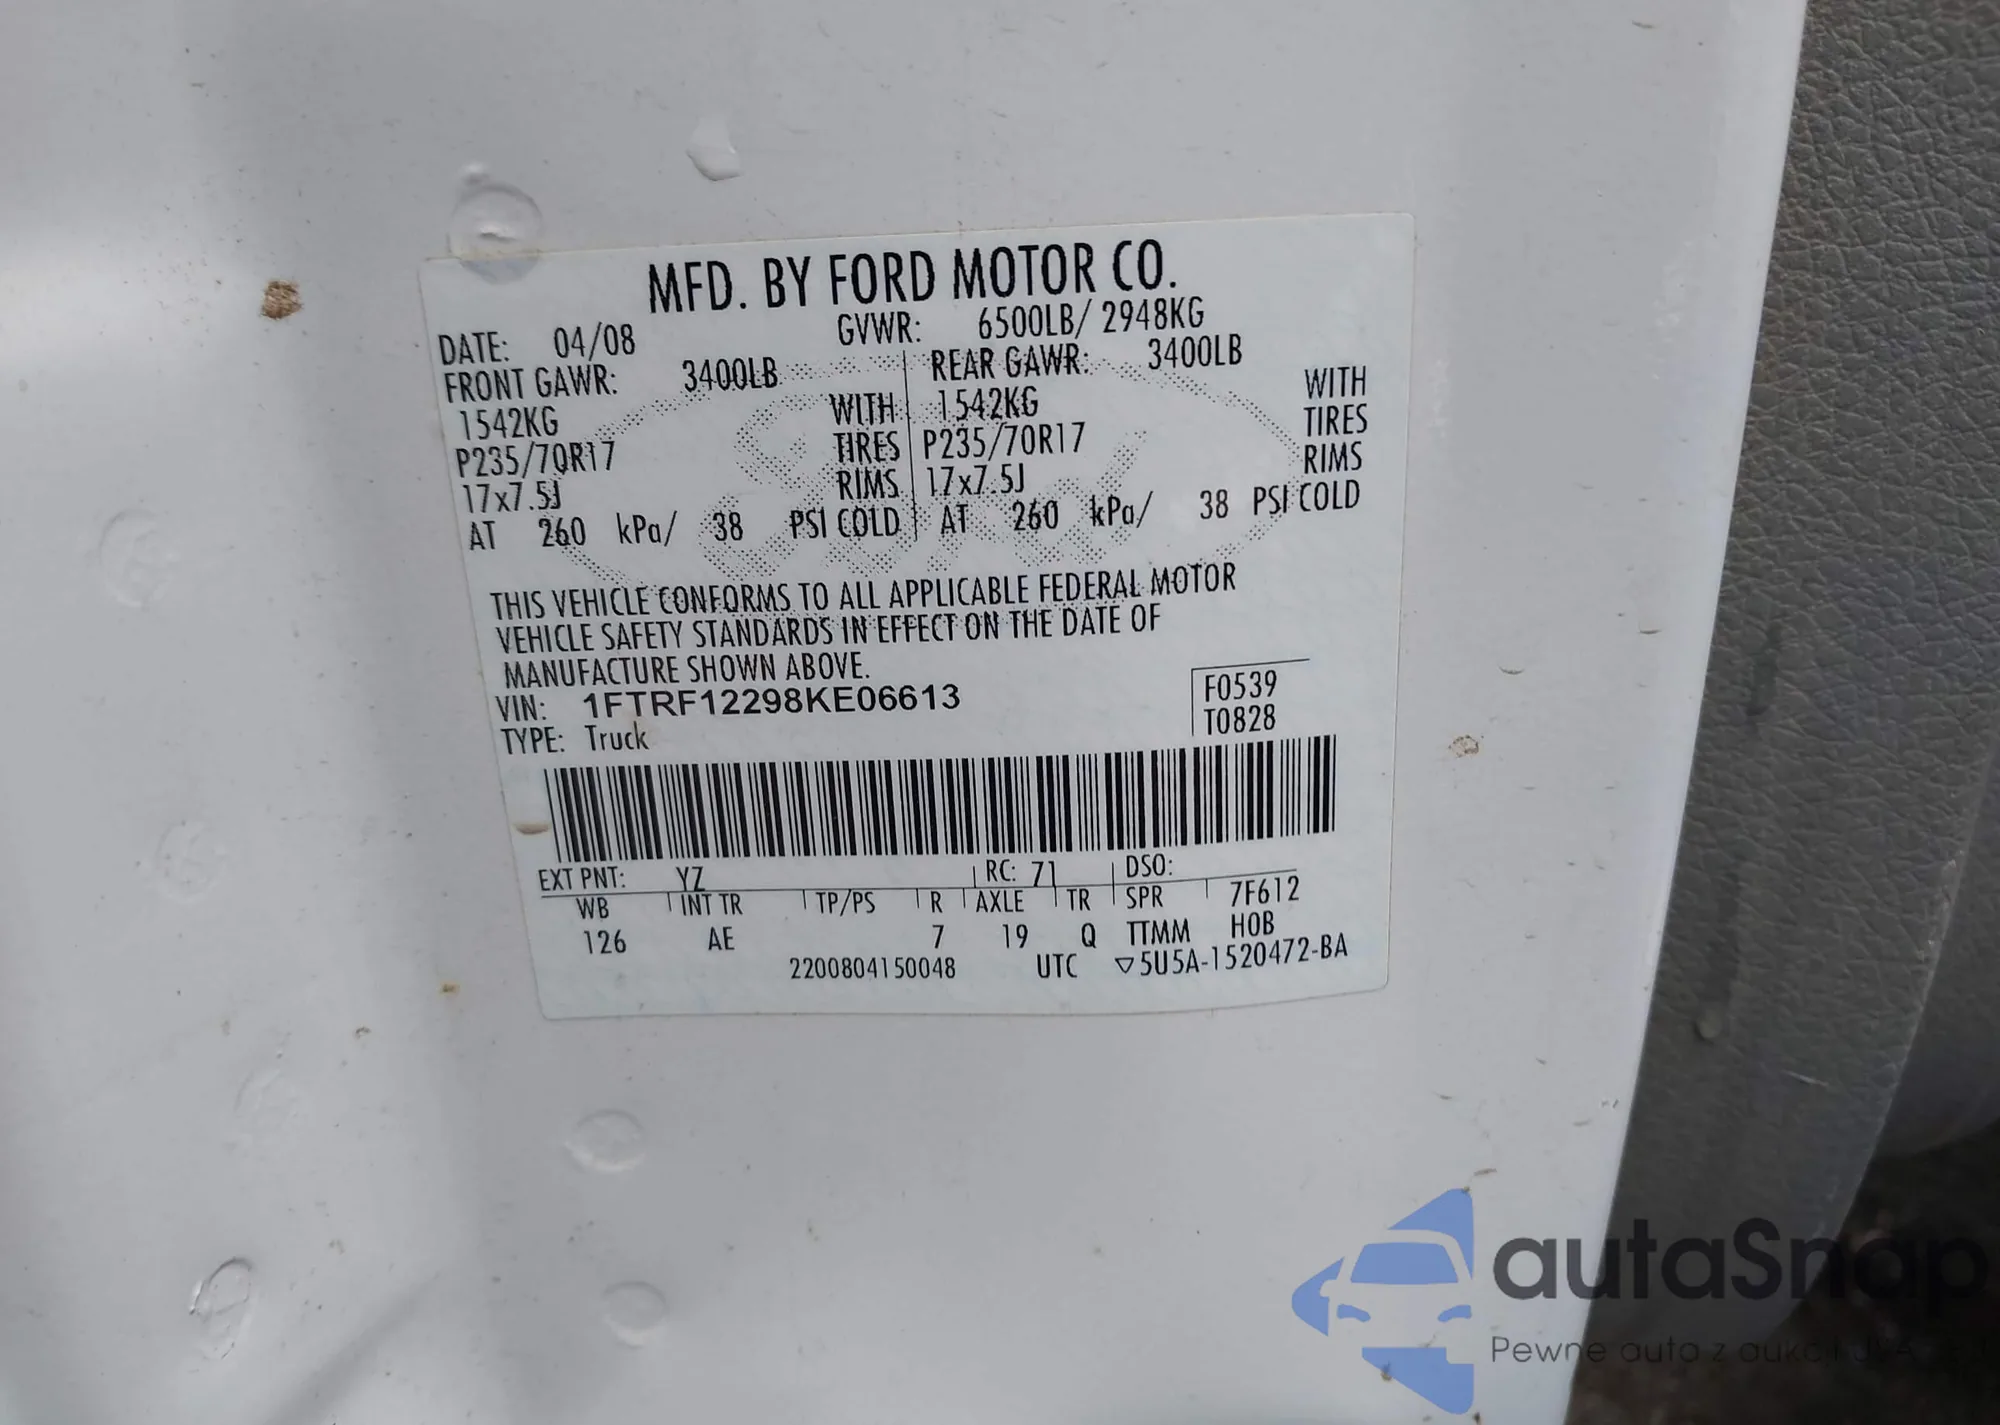 MFD. BY FORD MOTOR CO.
DATE: 04/08 GVWR: 6500LB/ 2948KG
FRONT GAWR: 3400LB REAR GAWR: 3400LB
1542KG WITH 1542KG WITH
P235/70R17 TIRES P235/70R17 TIRES
17x7.5J RIMS 17x7.5J RIMS
AT 260 kPa/ 38 PSI COLD AT 260 kPa/ 38 PSI COLD
THIS VEHICLE CONFORMS TO ALL APPLICABLE FEDERAL MOTOR
VEHICLE SAFETY STANDARDS IN EFFECT ON THE DATE OF
MANUFACTURE SHOWN ABOVE.
VIN: 1FTRF12298KE06613 F0539
TYPE: Truck T0828
EXT PNT: YZ RC: 71 DSO:
WB INT TR TP/PS R AXLE TR SPR 7F612
126 AE 7 19 Q TTMM HOB
2200804150048 UTC ▽5U5A-1520472-BA
autaSnap
Pewne auto z aukcji